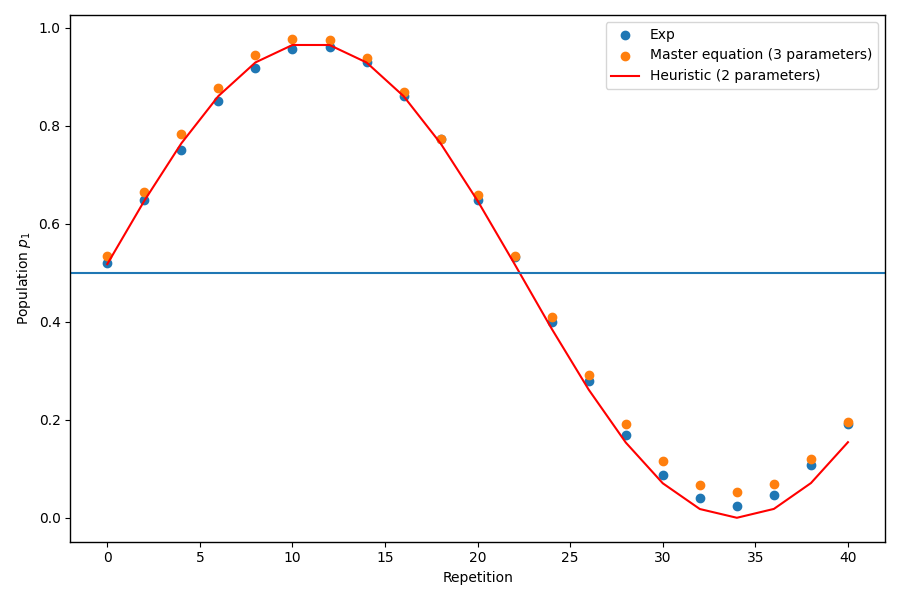 Exp
Master equation (3 parameters)
Heuristic (2 parameters)
Population p₁
1.0
0.8
0.6
0.4
0.2
0.0
0 5 10 15 20 25 30 35 40
Repetition